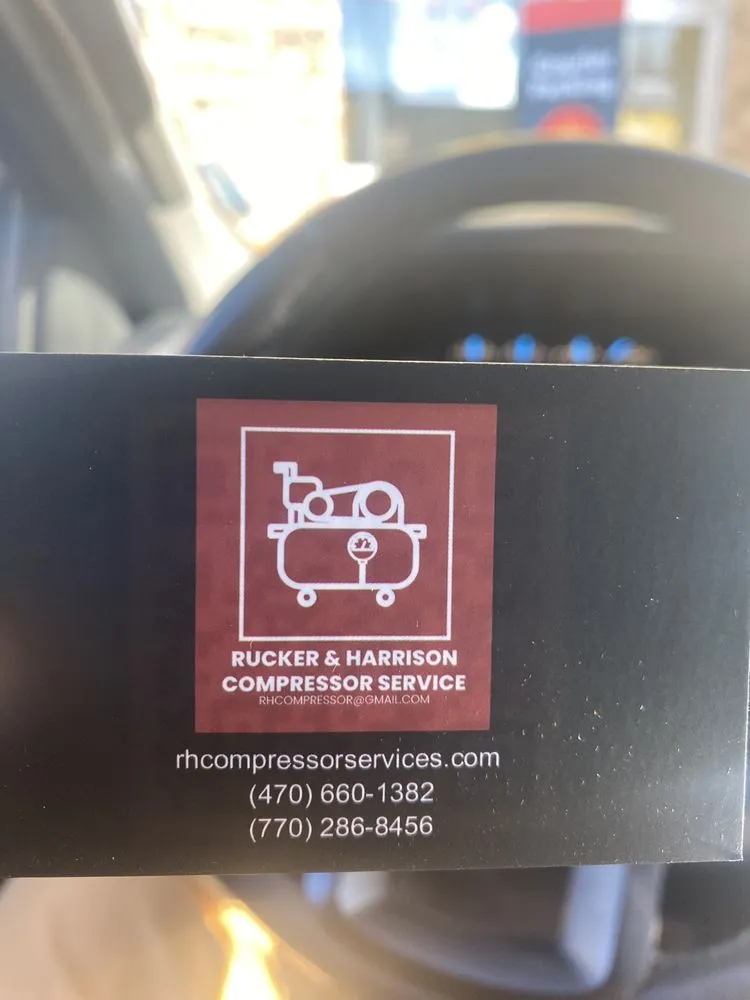 RUCKER & HARRISON
COMPRESSOR SERVICE
RHCOMPRESSOR@GMAIL.COM
rhcompressorservices.com
(470) 660-1382
(770) 286-8456